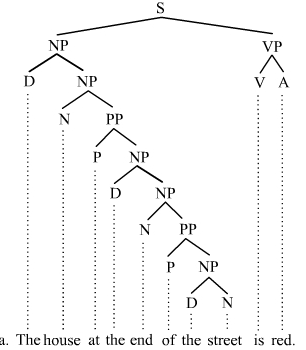 S
NP VP
D NP V A
N PP
P NP
D NP
N PP
P NP
D N
a. The house at the end of the street is red.